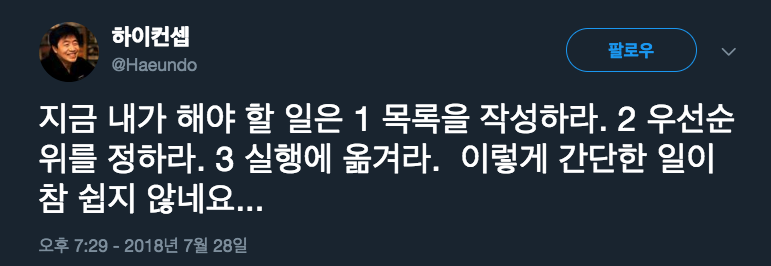 하이컨셉
@Haeundo
팔로우
지금 내가 해야 할 일은 1 목록을 작성하라. 2 우선순
위를 정하라. 3 실행에 옮겨라.  이렇게 간단한 일이
참 쉽지 않네요...
오후 7:29 - 2018년 7월 28일